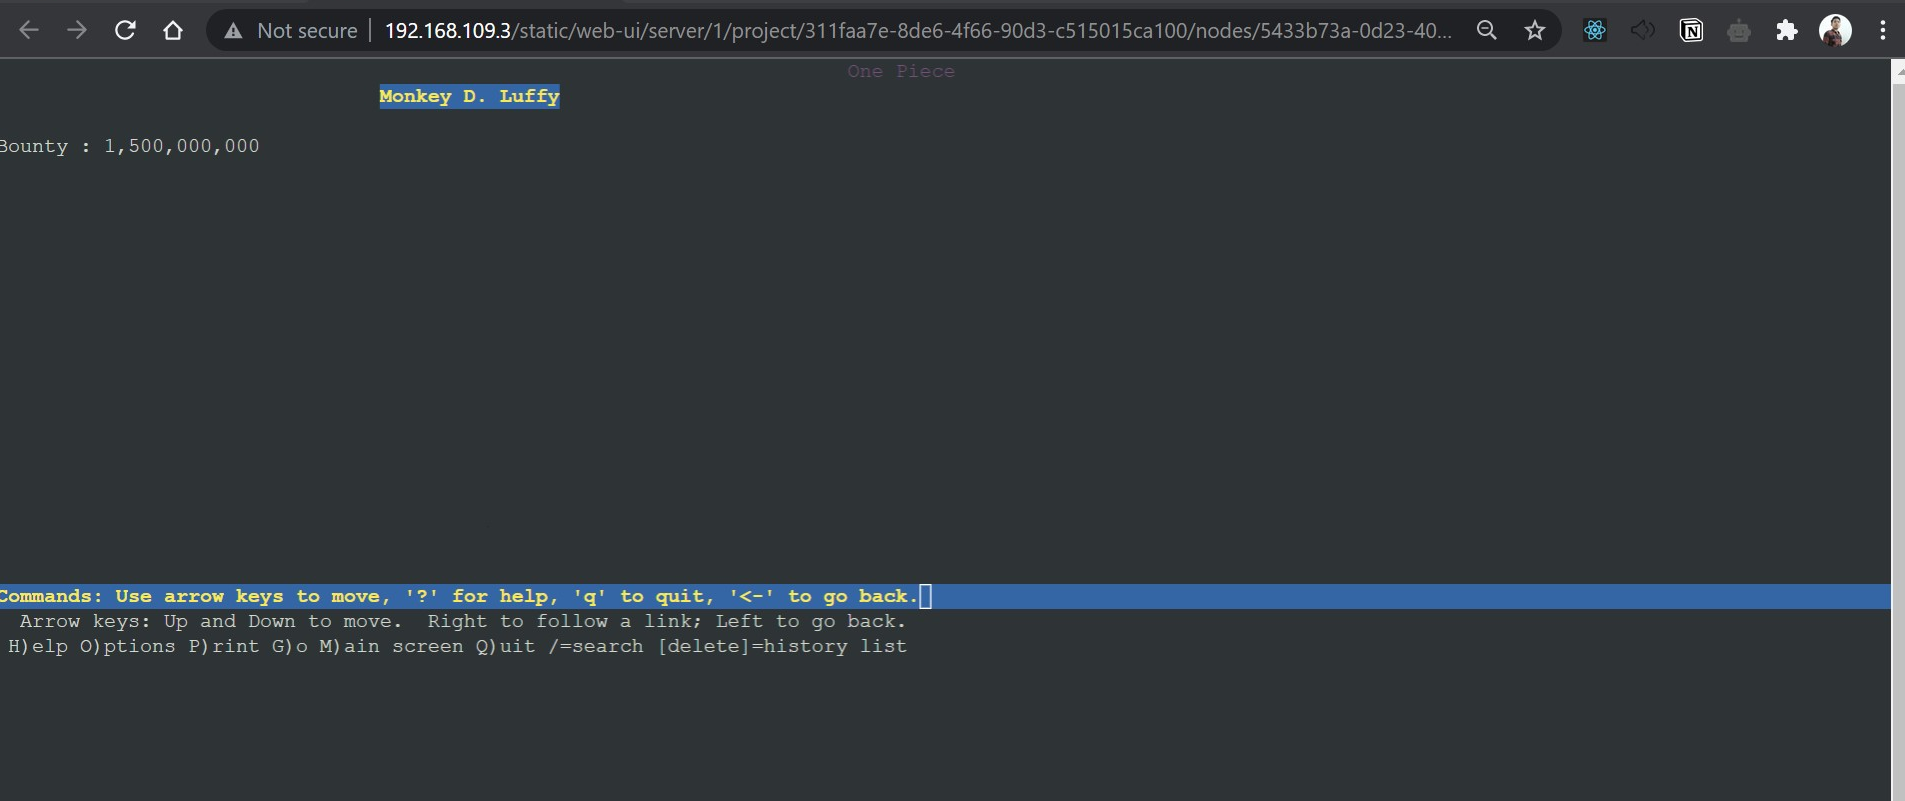 Not secure | 192.168.109.3/static/web-ui/server/1/project/311faa7e-8de6-4f66-90d3-c515015ca100/nodes/5433b73a-0d23-40...
One Piece
Monkey D. Luffy
Bounty : 1,500,000,000
Commands: Use arrow keys to move, '?' for help, 'q' to quit, '<-' to go back.
Arrow keys: Up and Down to move.  Right to follow a link; Left to go back.
H)elp O)ptions P)rint G)o M)ain screen Q)uit /=search [delete]=history list